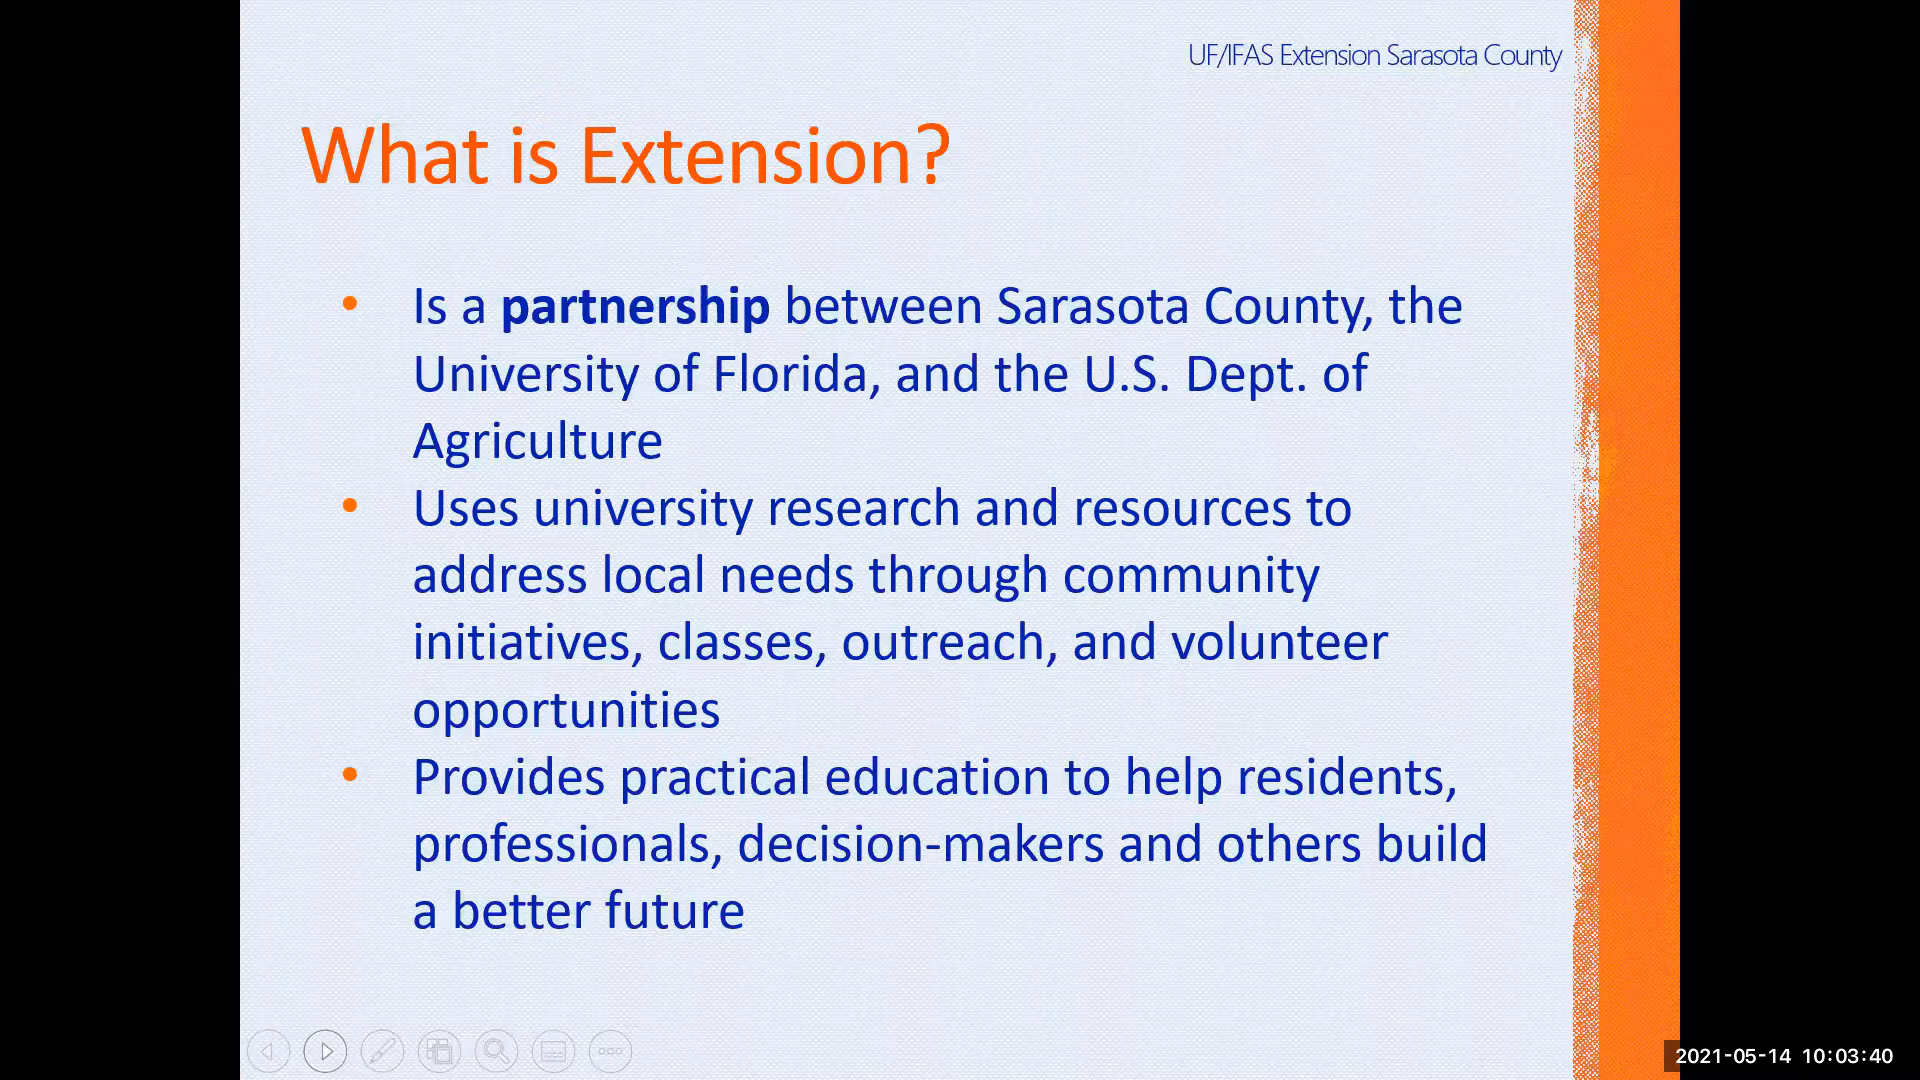 UF/IFAS Extension Sarasota County
What is Extension?
• Is a partnership between Sarasota County, the
University of Florida, and the U.S. Dept. of
Agriculture
• Uses university research and resources to
address local needs through community
initiatives, classes, outreach, and volunteer
opportunities
• Provides practical education to help residents,
professionals, decision-makers and others build
a better future
2021-05-14 10:03:40